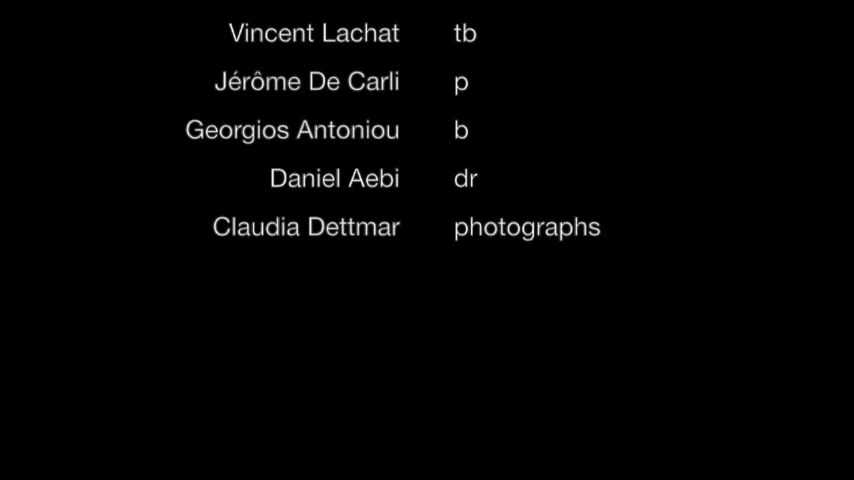 Vincent Lachat tb
Jérôme De Carli p
Georgios Antoniou b
Daniel Aebi dr
Claudia Dettmar photographs